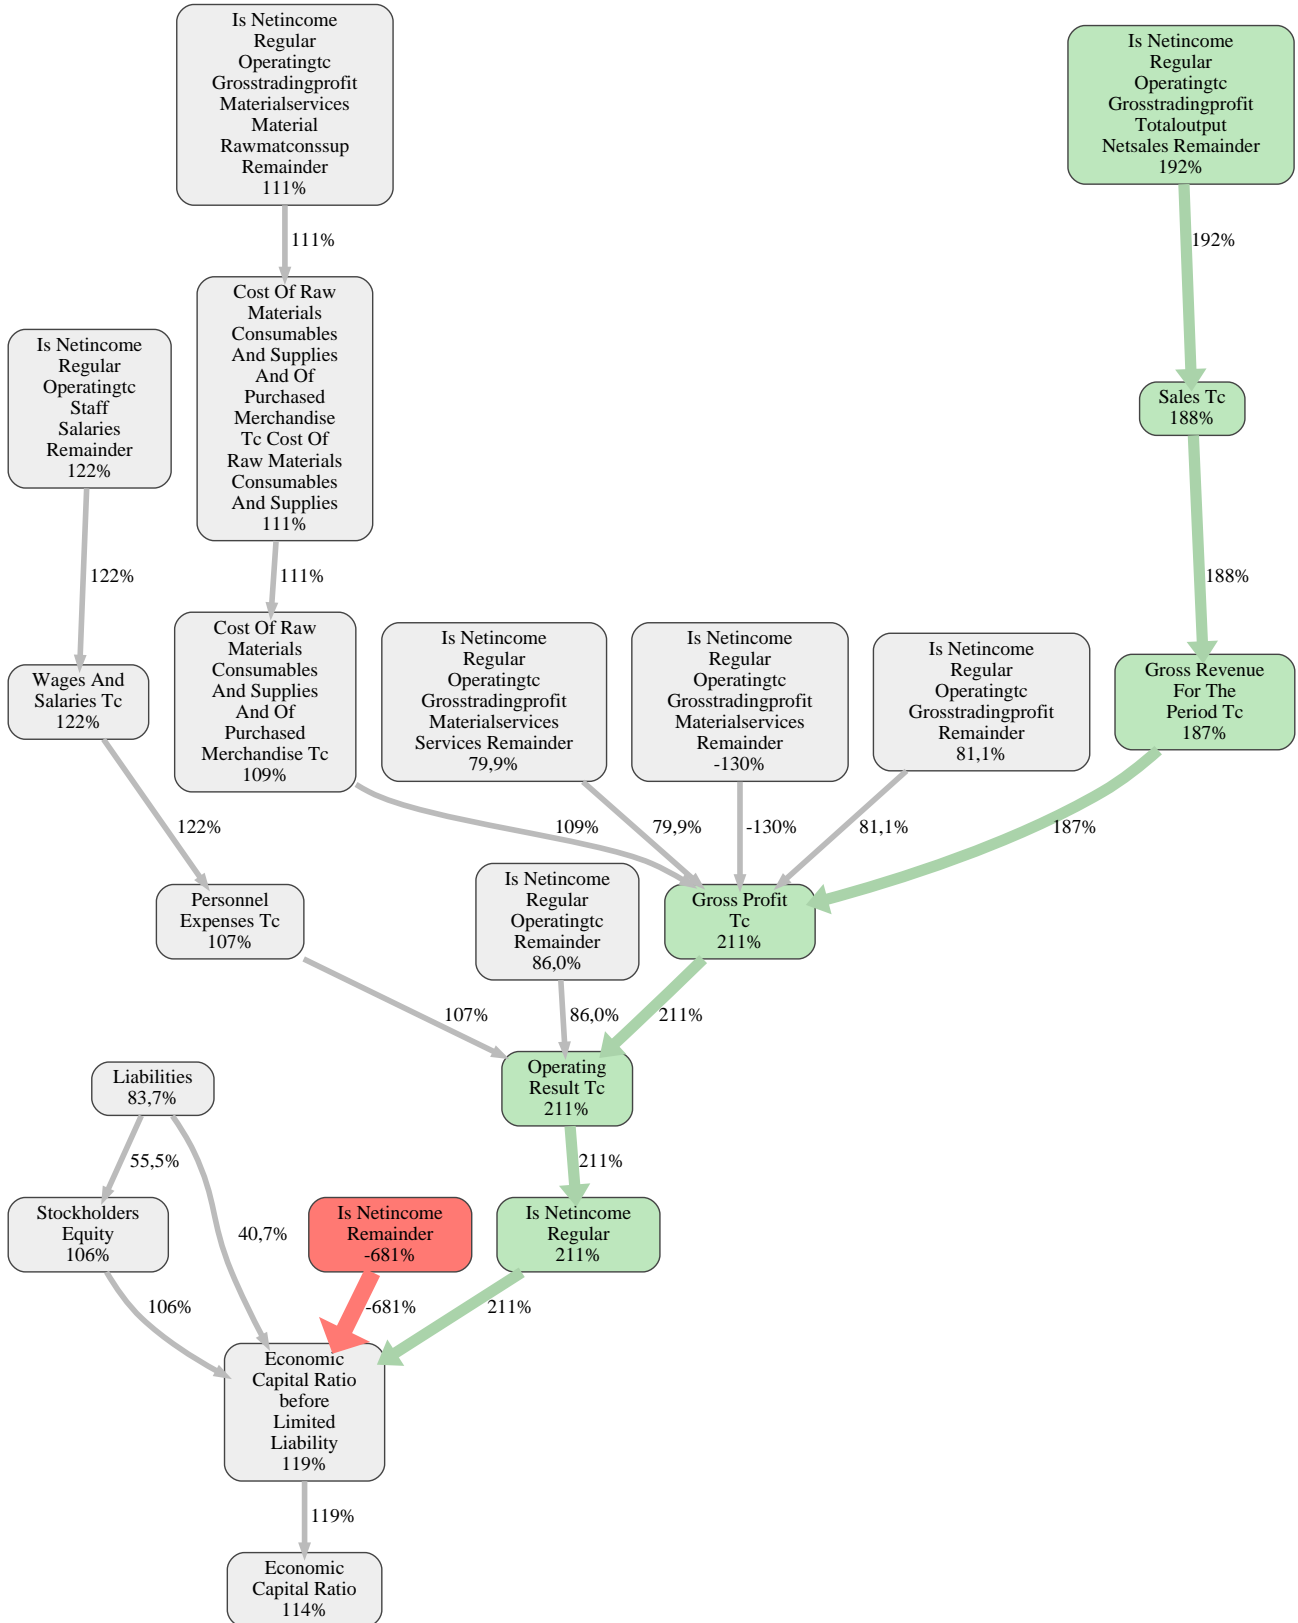 Is Netincome
Regular
Operatingtc
Grosstradingprofit
Materialservices
Material
Rawmatconssup
Remainder
111%
Is Netincome
Regular
Operatingtc
Grosstradingprofit
Totaloutput
Netsales Remainder
192%
111%
192%
Cost Of Raw
Materials
Consumables
And Supplies
And Of
Purchased
Merchandise
Tc Cost Of
Raw Materials
Consumables
And Supplies
111%
Is Netincome
Regular
Operatingtc
Staff
Salaries
Remainder
122%
Sales Tc
188%
122%
111%
188%
Cost Of Raw
Materials
Consumables
And Supplies
And Of
Purchased
Merchandise Tc
109%
Is Netincome
Regular
Operatingtc
Grosstradingprofit
Materialservices
Services Remainder
79,9%
Is Netincome
Regular
Operatingtc
Grosstradingprofit
Materialservices
Remainder
-130%
Is Netincome
Regular
Operatingtc
Grosstradingprofit
Remainder
81,1%
Gross Revenue
For The
Period Tc
187%
Wages And
Salaries Tc
122%
122%
109%
79,9%
-130%
81,1%
187%
Personnel
Expenses Tc
107%
Is Netincome
Regular
Operatingtc
Remainder
86,0%
Gross Profit
Tc
211%
107%
86,0%
211%
Liabilities
83,7%
Operating
Result Tc
211%
55,5%
40,7%
211%
Stockholders
Equity
106%
Is Netincome
Remainder
-681%
Is Netincome
Regular
211%
106%
-681%
211%
Economic
Capital Ratio
before
Limited
Liability
119%
119%
Economic
Capital Ratio
114%